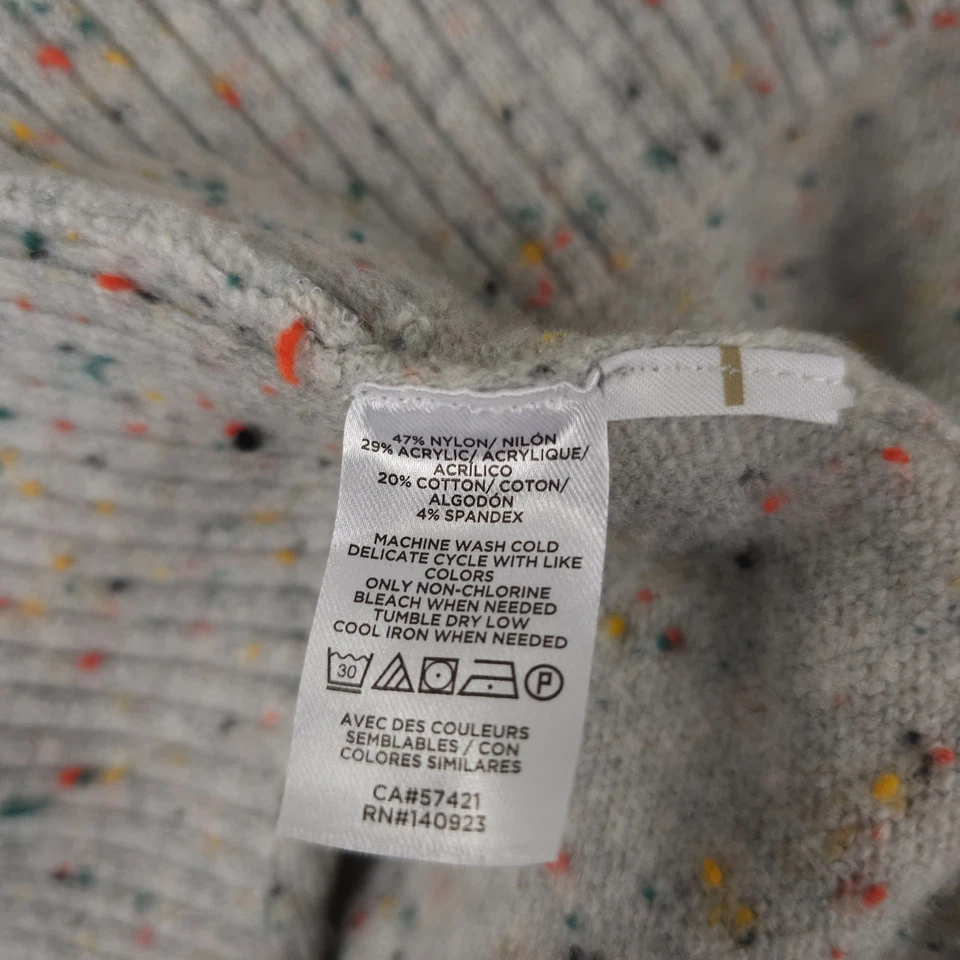 47% NYLON/ NILÓN
29% ACRYLIC/ ACRYLIQUE/
ACRÍLICO
20% COTTON/ COTON/
ALGODÓN
4% SPANDEX
MACHINE WASH COLD
DELICATE CYCLE WITH LIKE
COLORS
ONLY NON-CHLORINE
BLEACH WHEN NEEDED
TUMBLE DRY LOW
COOL IRON WHEN NEEDED
30 P
AVEC DES COULEURS
SEMBLABLES / CON
COLORES SIMILARES
CA#57421
RN#140923